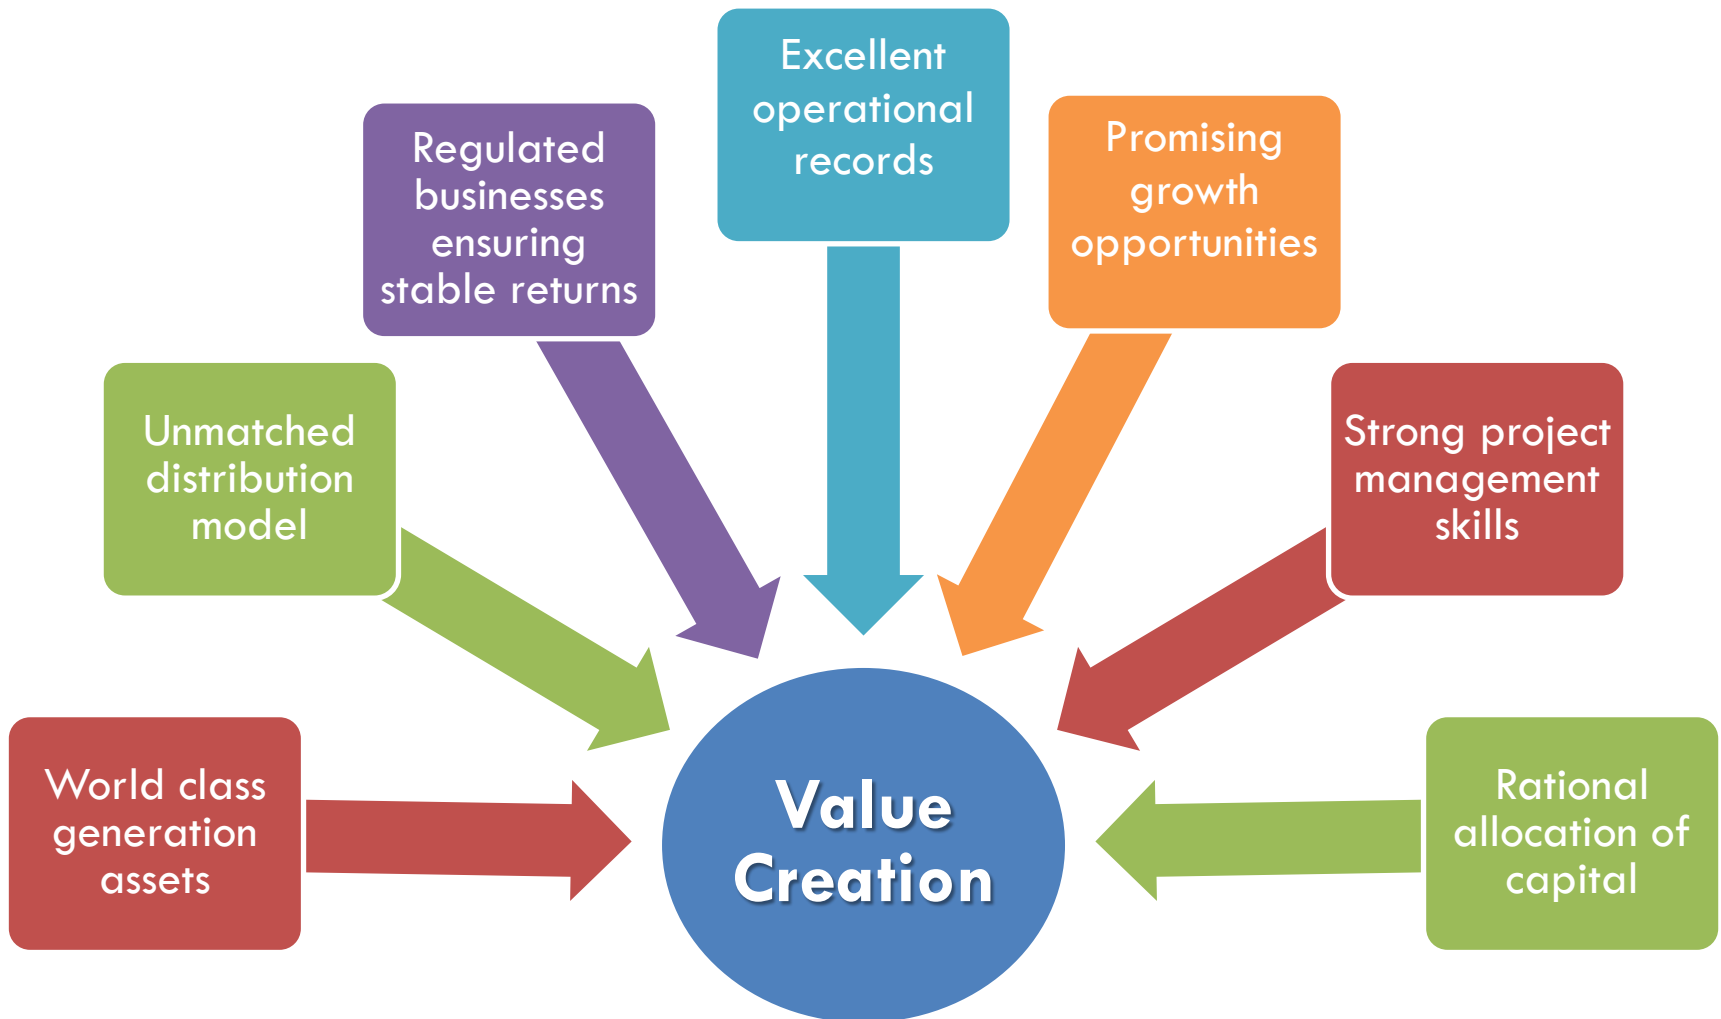 Excellent
operational
records
Promising
growth
opportunities
Regulated
businesses
ensuring
stable returns
Unmatched
distribution
model
Strong project
management
skills
World class
generation
assets
Value
Creation
Rational
allocation of
capital